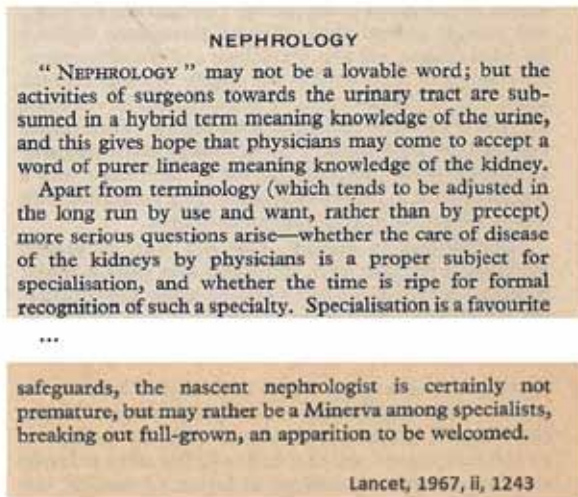 NEPHROLOGY
“ NEPHROLOGY ” may not be a lovable word; but the
activities of surgeons towards the urinary tract are sub-
sumed in a hybrid term meaning knowledge of the urine,
and this gives hope that physicians may come to accept a
word of purer lineage meaning knowledge of the kidney.
Apart from terminology (which tends to be adjusted in
the long run by use and want, rather than by precept)
more serious questions arise—whether the care of disease
of the kidneys by physicians is a proper subject for
specialisation, and whether the time is ripe for formal
recognition of such a specialty. Specialisation is a favourite
...
safeguards, the nascent nephrologist is certainly not
premature, but may rather be a Minerva among specialists,
breaking out full-grown, an apparition to be welcomed.
Lancet, 1967, ii, 1243